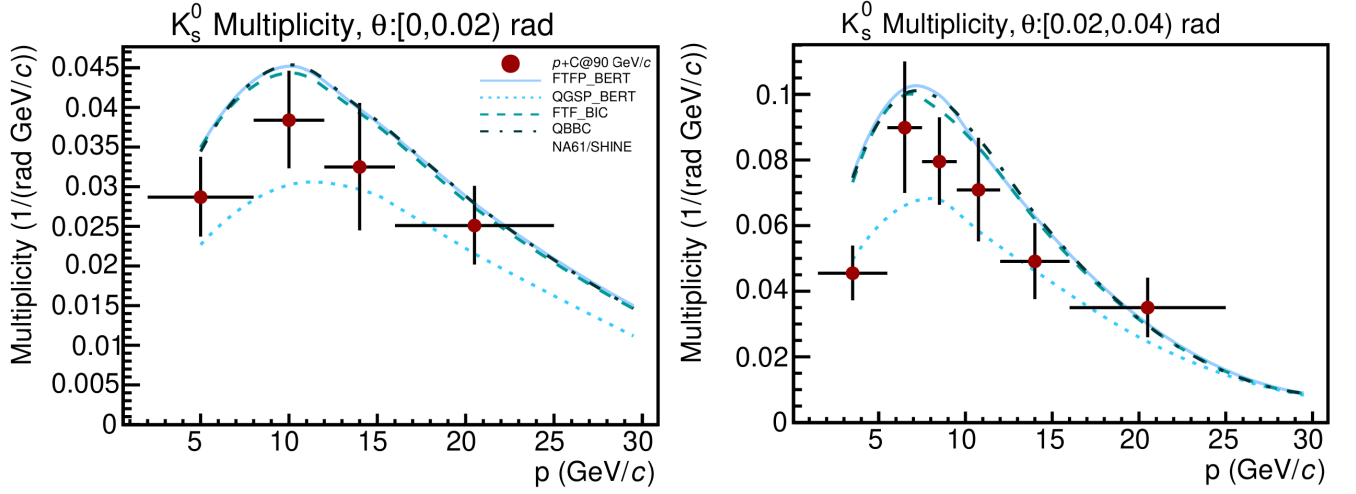 K⁰ₛ Multiplicity, θ:[0,0.02) rad
Multiplicity (1/(rad GeV/c))
0.045
0.04
0.035
0.03
0.025
0.02
0.015
0.01
0.005
0
p+C@90 GeV/c
FTFP_BERT
QGSP_BERT
FTF_BIC
QBBC
NA61/SHINE
5 10 15 20 25 30
p (GeV/c)
K⁰ₛ Multiplicity, θ:[0.02,0.04) rad
Multiplicity (1/(rad GeV/c))
0.1
0.08
0.06
0.04
0.02
0
5 10 15 20 25 30
p (GeV/c)